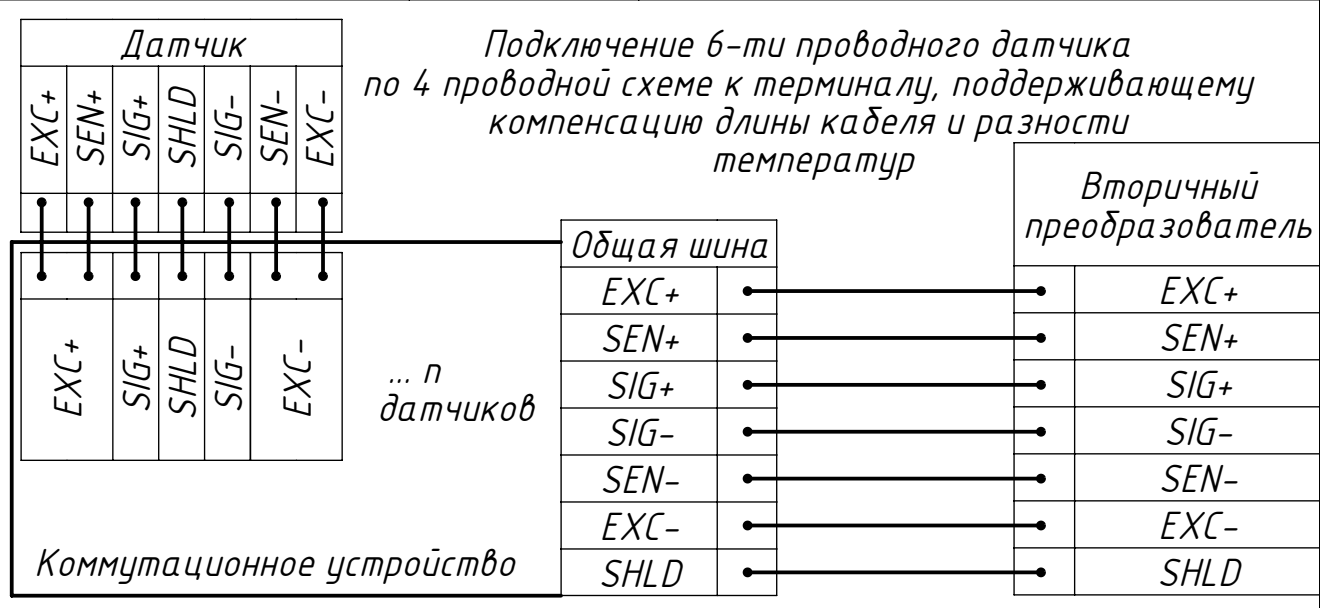 Датчик
EXC+
SEN+
SIG+
SHLD
SIG-
SEN-
EXC-
Подключение 6-ти проводного датчика
по 4 проводной схеме к терминалу, поддерживающему
компенсацию длины кабеля и разности
температур
EXC+
SIG+
SHLD
SIG-
EXC-
... n
датчиков
Коммутационное устройство
Общая шина
EXC+
SEN+
SIG+
SIG-
SEN-
EXC-
SHLD
Вторичный
преобразователь
EXC+
SEN+
SIG+
SIG-
SEN-
EXC-
SHLD